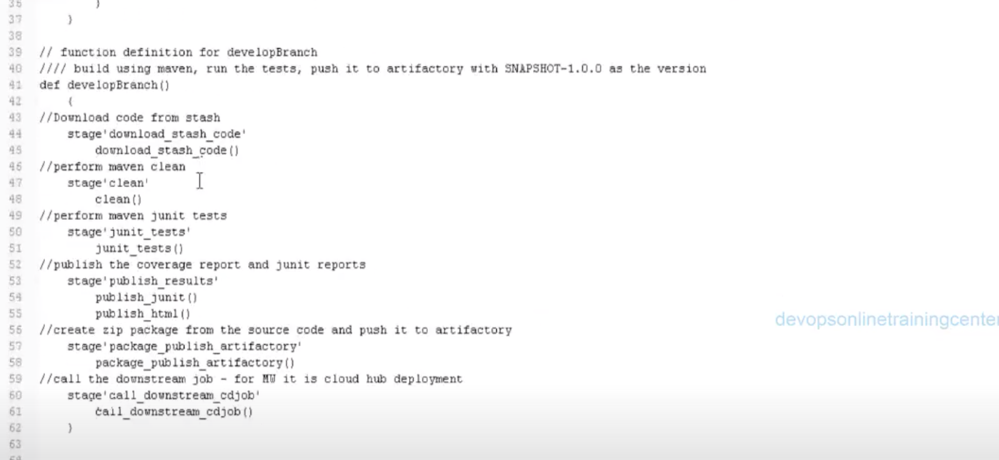 36            }
37        }
38
39    // function definition for developBranch
40    //// build using maven, run the tests, push it to artifactory with SNAPSHOT-1.0.0 as the version
41    def developBranch()
42        {
43    //Download code from stash
44        stage'download_stash_code'
45            download_stash_code()
46    //perform maven clean
47        stage'clean'
48            clean()
49    //perform maven junit tests
50        stage'junit_tests'
51            junit_tests()
52    //publish the coverage report and junit reports
53        stage'publish_results'
54            publish_junit()
55            publish_html()
56    //create zip package from the source code and push it to artifactory
57        stage'package_publish_artifactory'
58            package_publish_artifactory()
59    //call the downstream job - for MW it is cloud hub deployment
60        stage'call_downstream_cdjob'
61            call_downstream_cdjob()
62        }
63
64
devopsonlinetrainingcenter